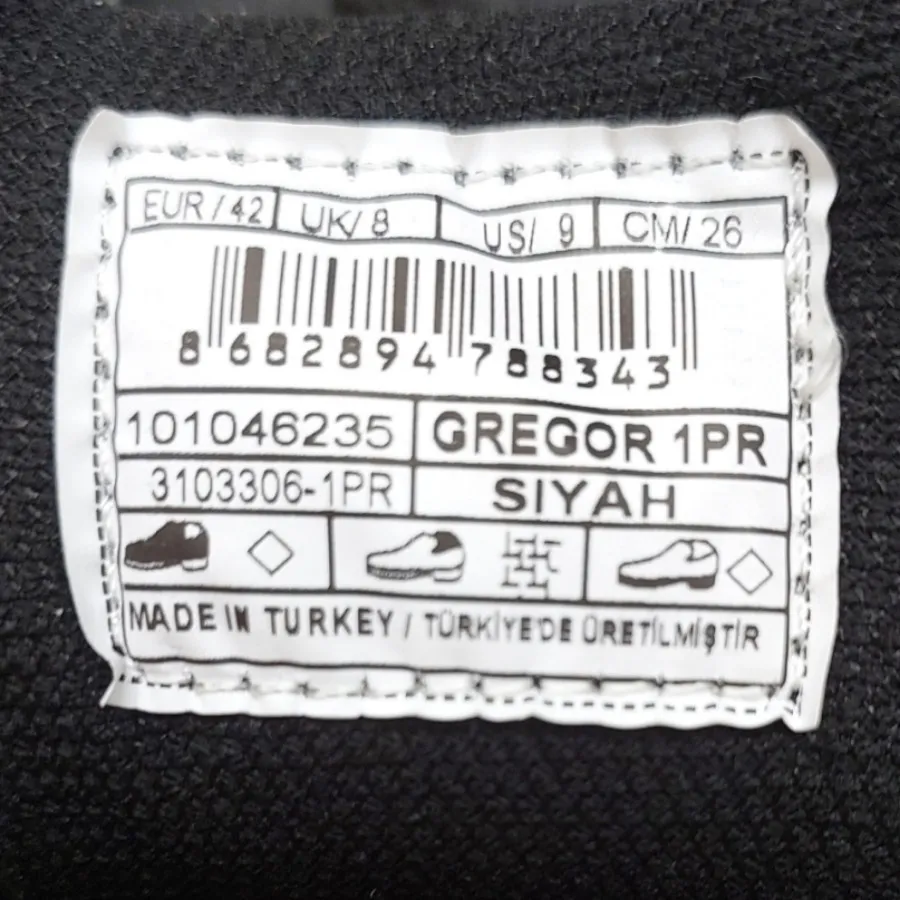 EUR/42 UK/8 US/ 9 CM/26
8 682894 788343
101046235 GREGOR 1PR
3103306-1PR SIYAH
MADE IN TURKEY / TÜRKİYE'DE ÜRETİLMİŞTİR